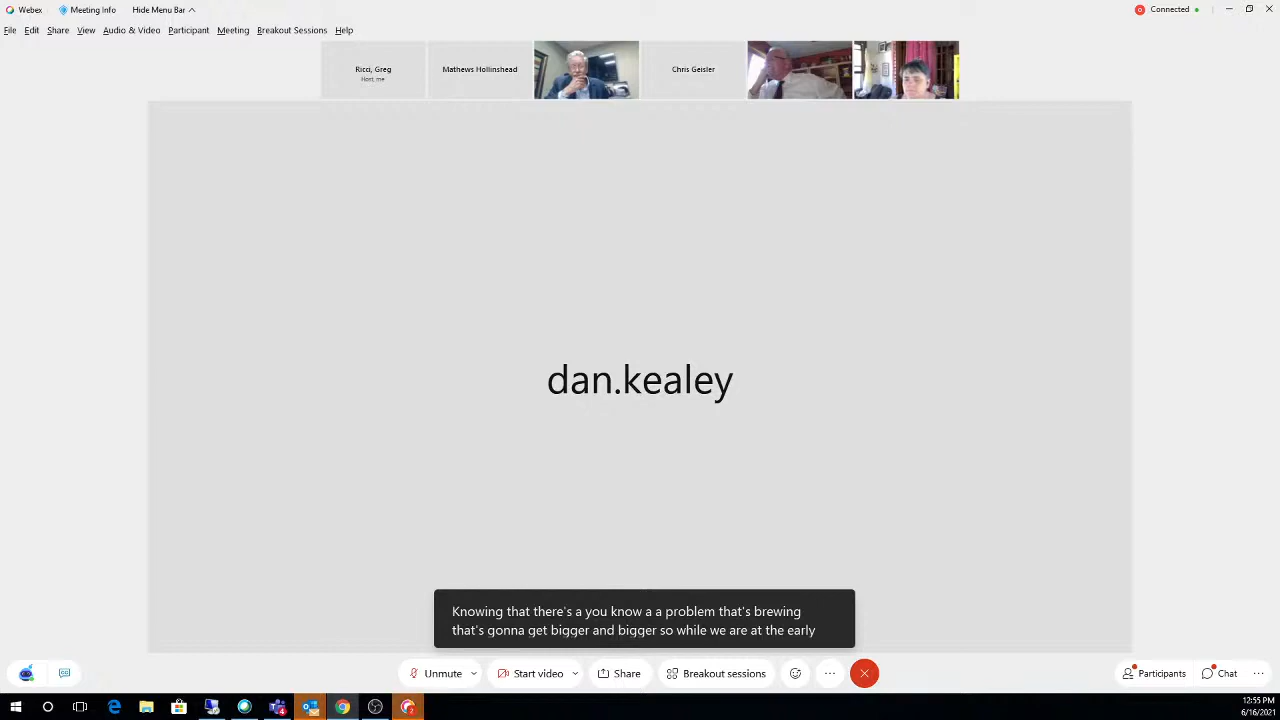 Webex Meeting Info Hide Menu Bar Connected
File Edit Share View Audio & Video Participant Meeting Breakout Sessions Help
Ricci, Greg
Host, me
Mathews Hollinshead
Chris Geisler
dan.kealey
Knowing that there's a you know a a problem that's brewing
that's gonna get bigger and bigger so while we are at the early
Unmute Start video Share Breakout sessions Participants Chat
12:55 PM
6/16/2021